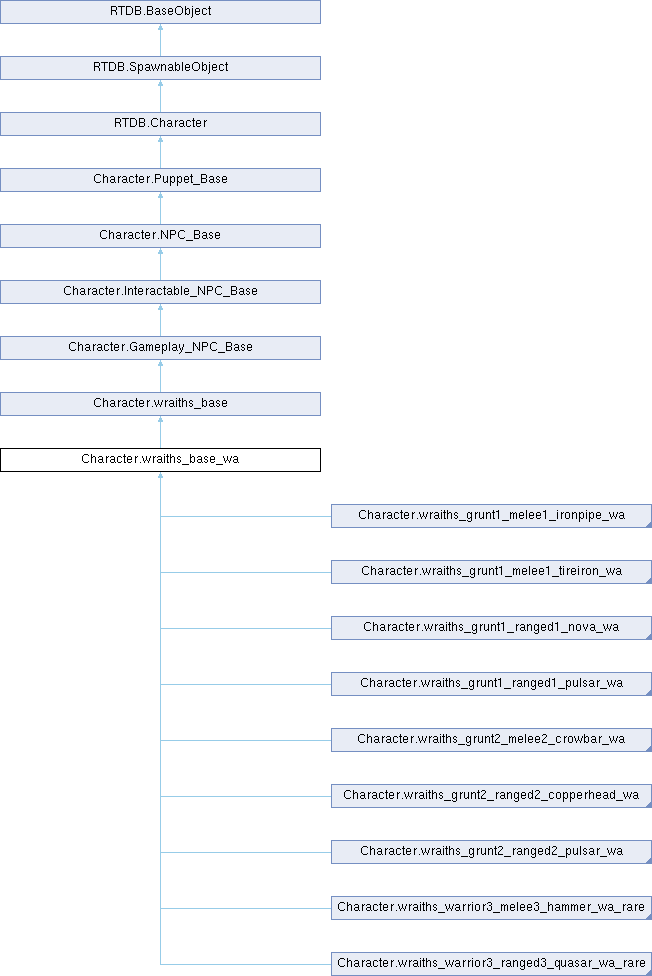 RTDB.BaseObject
RTDB.SpawnableObject
RTDB.Character
Character.Puppet_Base
Character.NPC_Base
Character.Interactable_NPC_Base
Character.Gameplay_NPC_Base
Character.wraiths_base
Character.wraiths_base_wa
Character.wraiths_grunt1_melee1_ironpipe_wa
Character.wraiths_grunt1_melee1_tireiron_wa
Character.wraiths_grunt1_ranged1_nova_wa
Character.wraiths_grunt1_ranged1_pulsar_wa
Character.wraiths_grunt2_melee2_crowbar_wa
Character.wraiths_grunt2_ranged2_copperhead_wa
Character.wraiths_grunt2_ranged2_pulsar_wa
Character.wraiths_warrior3_melee3_hammer_wa_rare
Character.wraiths_warrior3_ranged3_quasar_wa_rare